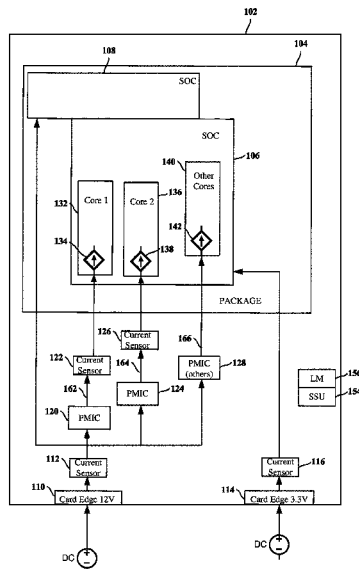 102
104
108
SOC
SOC
106
140
Other
Cores
142
136
132
Core 1
Core 2
134
138
PACKAGE
126
Current
Sensor
166
122
Current
Sensor
164
PMIC
(others)
128
156
LM
162
PMIC
124
154
SSU
120
PMIC
112
Current
Sensor
Current
Sensor
116
110
114
Card Edge 12V
Card Edge 3.3V
DC
DC